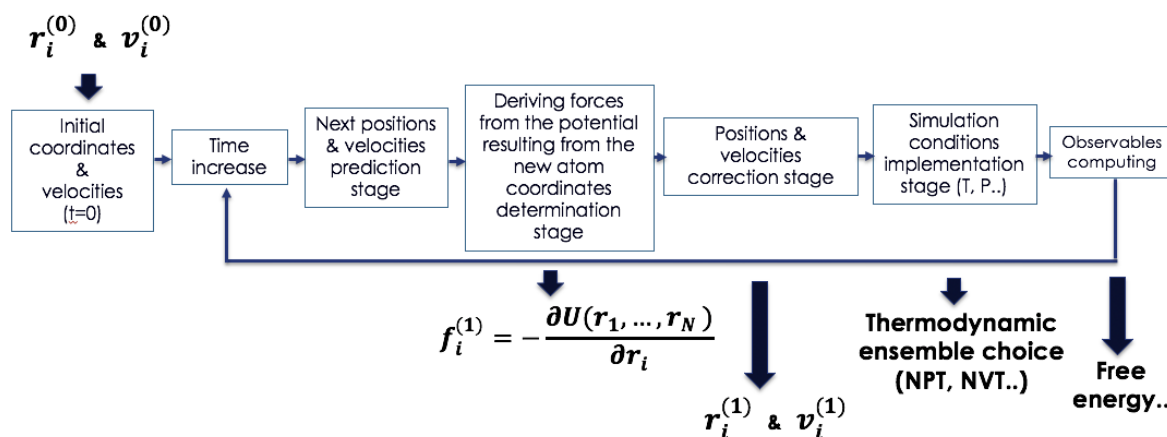 r_i^(0) & v_i^(0)
Initial
coordinates
&
velocities
(t=0)
Time
increase
Next positions
& velocities
prediction
stage
Deriving forces
from the potential
resulting from the
new atom
coordinates
determination
stage
Positions &
velocities
correction stage
Simulation
conditions
implementation
stage (T, P..)
Observables
computing
f_i^(1) = − ∂U(r_1, …, r_N) / ∂r_i
r_i^(1) & v_i^(1)
Thermodynamic
ensemble choice
(NPT, NVT..)
Free
energy..